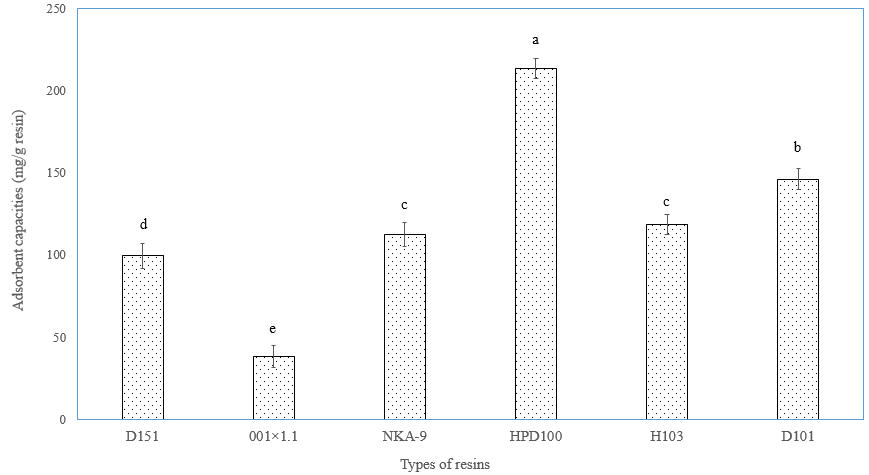 250
200
150
100
50
0
Adsorbent capacities (mg/g resin)
d
e
c
a
c
b
D151 001×1.1 NKA-9 HPD100 H103 D101
Types of resins